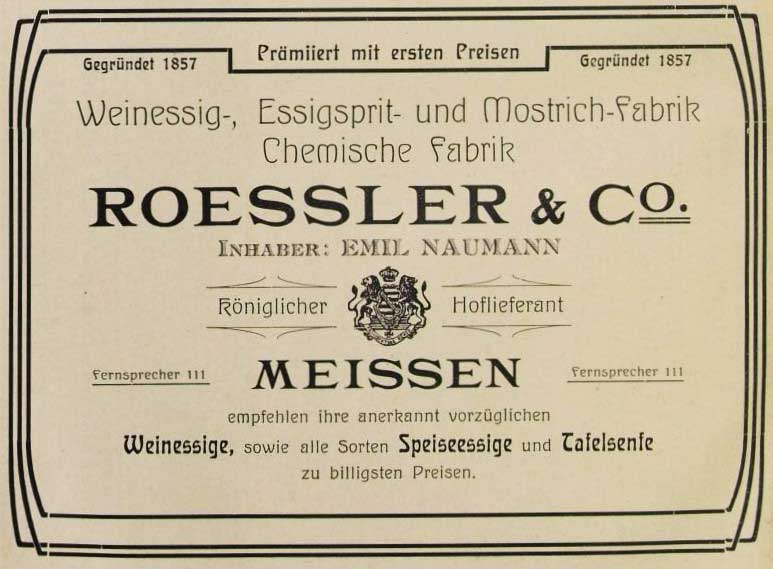 Prämiiert mit ersten Preisen
Gegründet 1857
Gegründet 1857
Weinessig-, Essigsprit- und Mostrich-Fabrik
Chemische Fabrik
ROESSLER & Co.
INHABER: EMIL NAUMANN
Königlicher Hoflieferant
MEISSEN
Fernsprecher 111
Fernsprecher 111
empfehlen ihre anerkannt vorzüglichen
Weinessige, sowie alle Sorten Speiseessige und Tafelsenfe
zu billigsten Preisen.